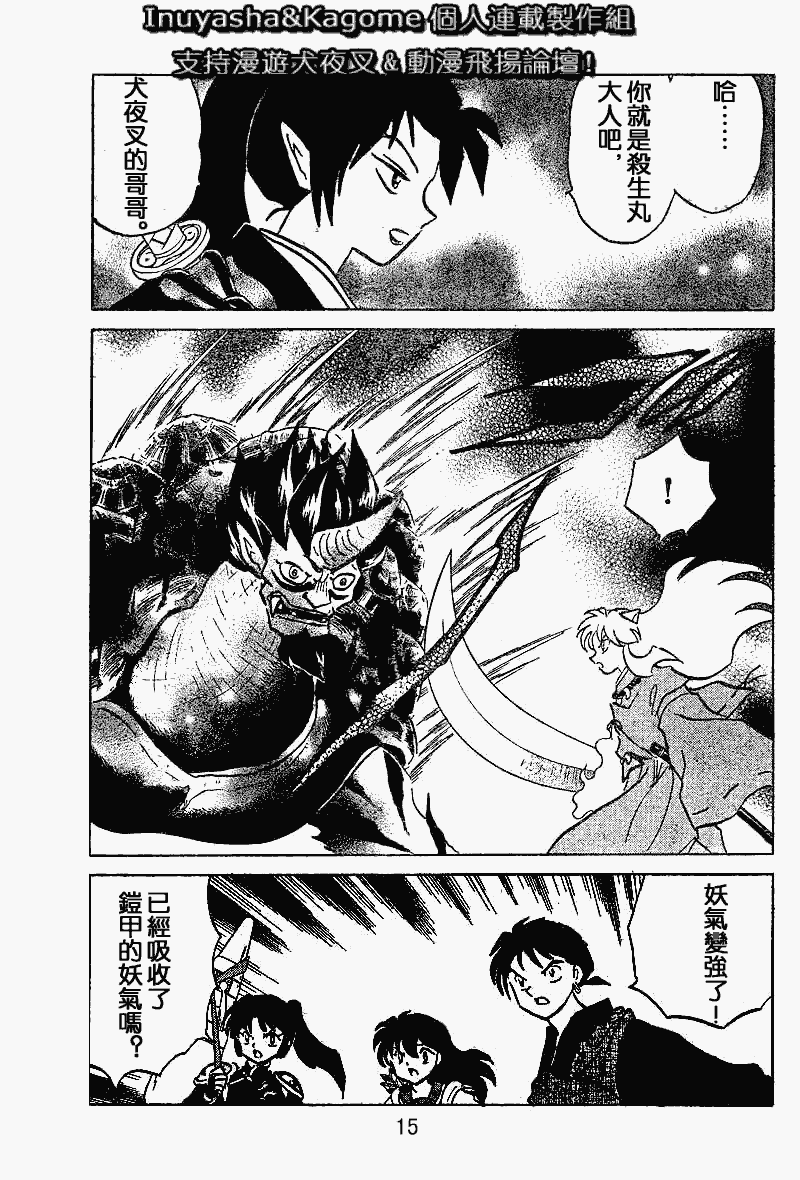 Inuyasha&Kagome 個人連載製作組
支持漫遊犬夜叉 & 動漫飛揚論壇!
哈……
你就是殺生丸
大人吧，
犬夜叉的哥哥。
！
妖氣變強了！
已經吸收了
鎧甲的妖氣嗎？
15